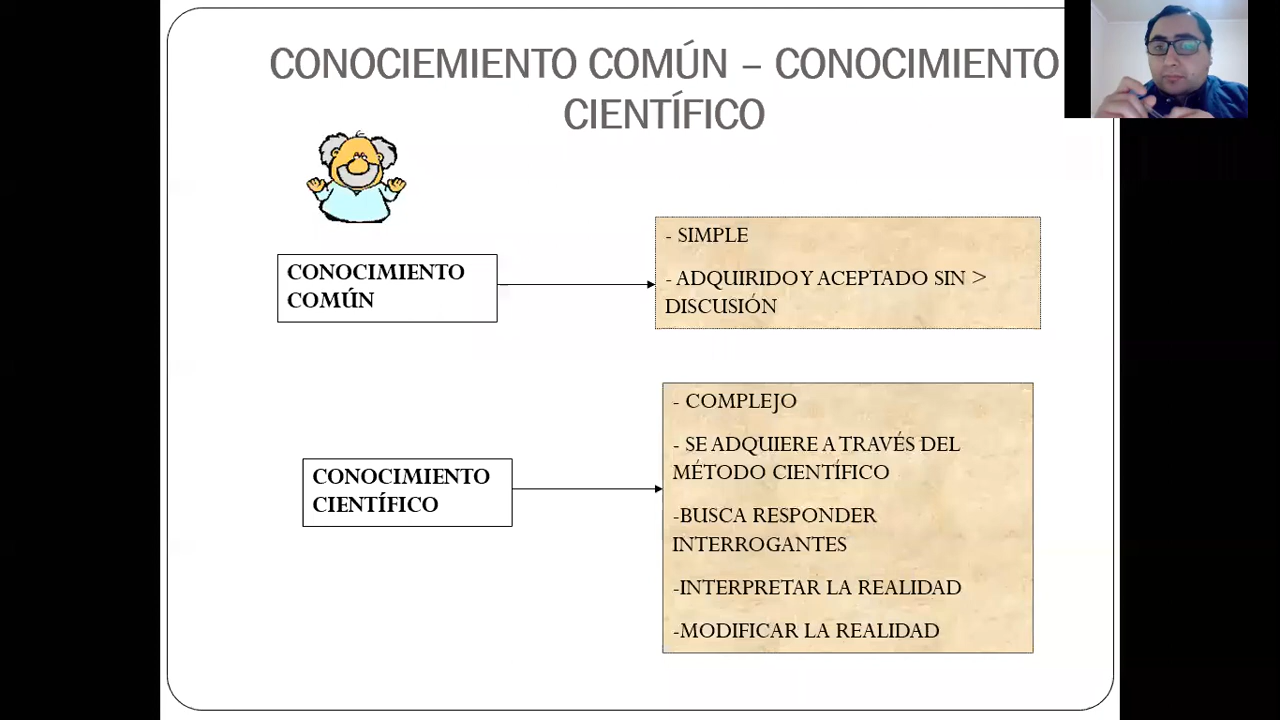 CONOCIEMIENTO COMÚN – CONOCIMIENTO
CIENTÍFICO
CONOCIMIENTO
COMÚN
- SIMPLE
- ADQUIRIDO Y ACEPTADO SIN >
DISCUSIÓN
CONOCIMIENTO
CIENTÍFICO
- COMPLEJO
- SE ADQUIERE A TRAVÉS DEL
MÉTODO CIENTÍFICO
-BUSCA RESPONDER
INTERROGANTES
-INTERPRETAR LA REALIDAD
-MODIFICAR LA REALIDAD